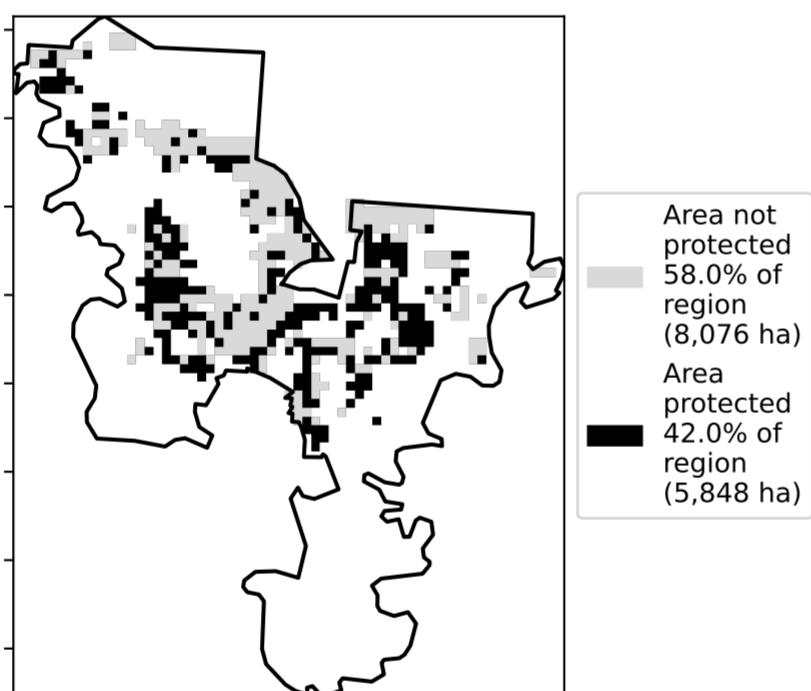 Area not
protected
58.0% of
region
(8,076 ha)
Area
protected
42.0% of
region
(5,848 ha)